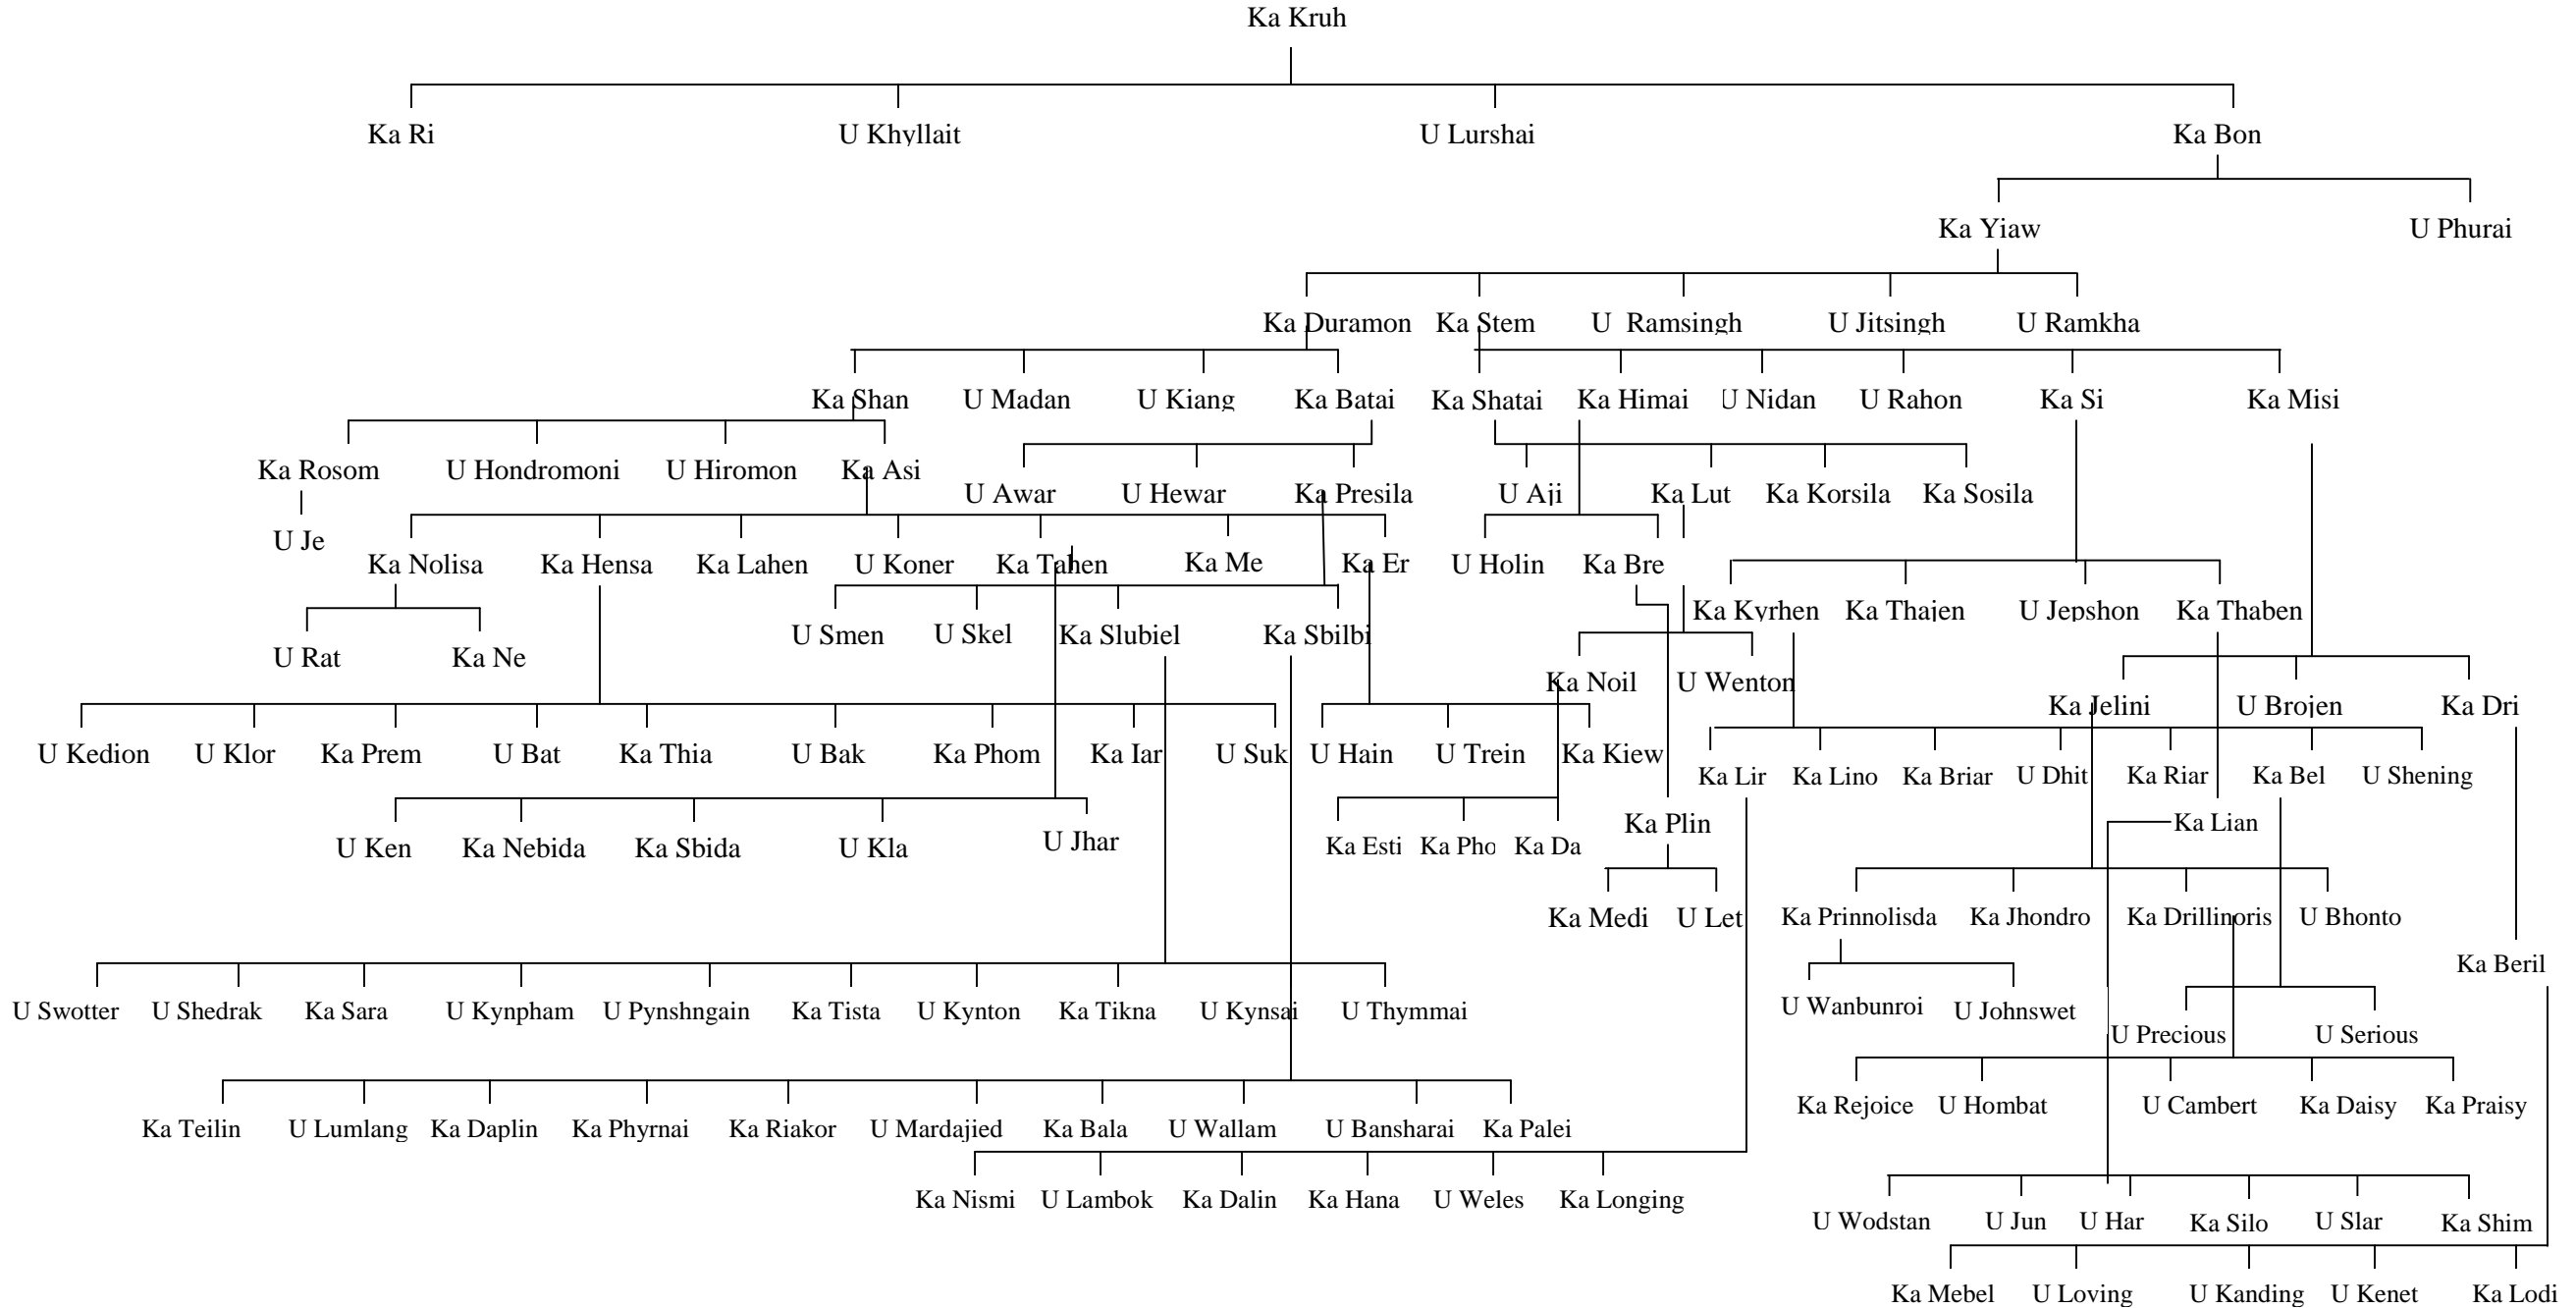 Ka Kruh
Ka Ri U Khyllait U Lurshai Ka Bon
Ka Yiaw U Phurai
Ka Duramon Ka Stem U Ramsingh U Jitsingh U Ramkha
Ka Shan U Madan U Kiang Ka Batai Ka Shatai Ka Himai U Nidan U Rahon Ka Si Ka Misi
Ka Rosom U Hondromoni U Hiromon Ka Asi
U Awar U Hewar Ka Presila U Aji Ka Lut Ka Korsila Ka Sosila
U Je
Ka Nolisa Ka Hensa Ka Lahen U Koner Ka Tahen Ka Me Ka Er U Holin Ka Bre
Ka Kyrhen Ka Thajen U Jepshon Ka Thaben
U Smen U Skel Ka Slubiel Ka Sbilbi
U Rat Ka Ne
Ka Noil U Wenton
Ka Jelini U Brojen Ka Dri
U Kedion U Klor Ka Prem U Bat Ka Thia U Bak Ka Phom Ka Iar U Suk U Hain U Trein Ka Kiew
Ka Lir Ka Lino Ka Briar U Dhit Ka Riar Ka Bel U Shening
Ka Plin Ka Lian
U Ken Ka Nebida Ka Sbida U Kla U Jhar Ka Esti Ka Pho Ka Da
Ka Medi U Let Ka Prinnolisda Ka Jhondro Ka Drillinoris U Bhonto
Ka Beril
U Swotter U Shedrak Ka Sara U Kynpham U Pynshngain Ka Tista U Kynton Ka Tikna U Kynsai U Thymmai U Wanbunroi U Johnswet
U Precious U Serious
Ka Rejoice U Hombat U Cambert Ka Daisy Ka Praisy
Ka Teilin U Lumlang Ka Daplin Ka Phyrnai Ka Riakor U Mardajied Ka Bala U Wallam U Bansharai Ka Palei
Ka Nismi U Lambok Ka Dalin Ka Hana U Weles Ka Longing
U Wodstan U Jun U Har Ka Silo U Slar Ka Shim
Ka Mebel U Loving U Kanding U Kenet Ka Lodi